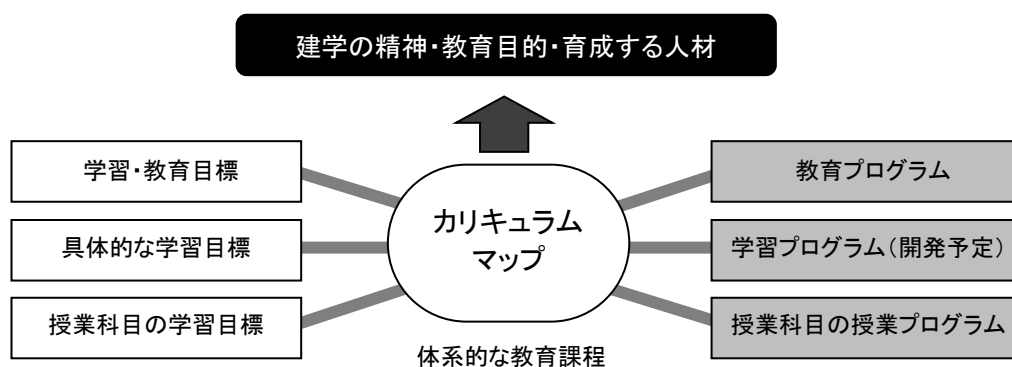 建学の精神・教育目的・育成する人材
学習・教育目標
具体的な学習目標
授業科目の学習目標
カリキュラム
マップ
体系的な教育課程
教育プログラム
学習プログラム(開発予定)
授業科目の授業プログラム